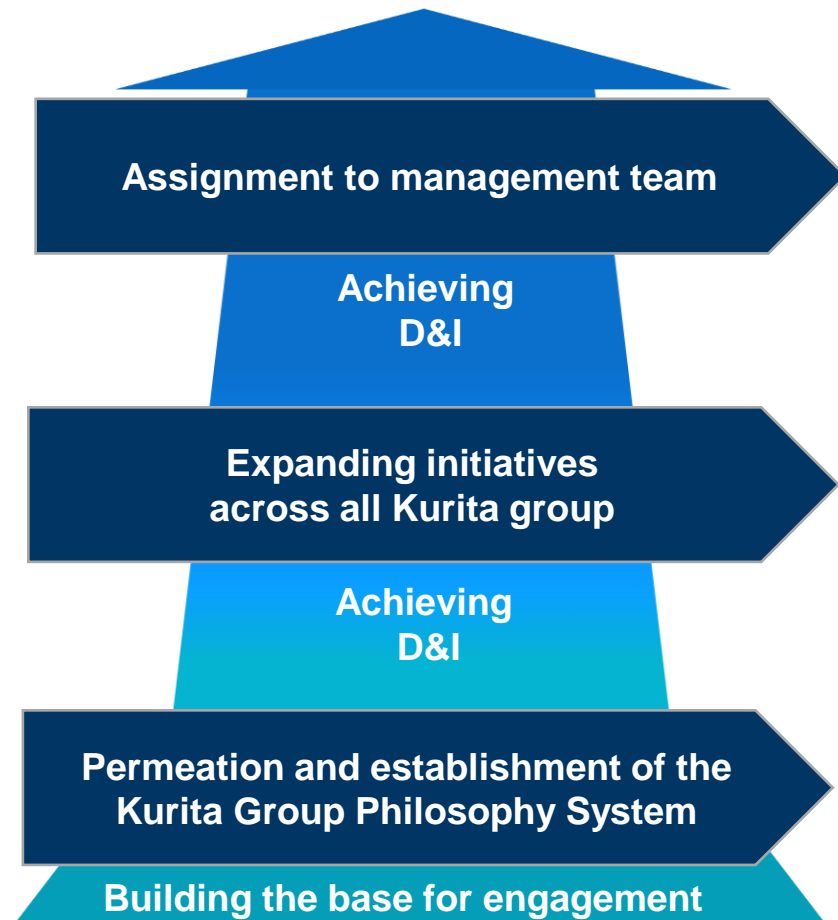 Assignment to management team
Achieving
D&I
Expanding initiatives
across all Kurita group
Achieving
D&I
Permeation and establishment of the
Kurita Group Philosophy System
Building the base for engagement